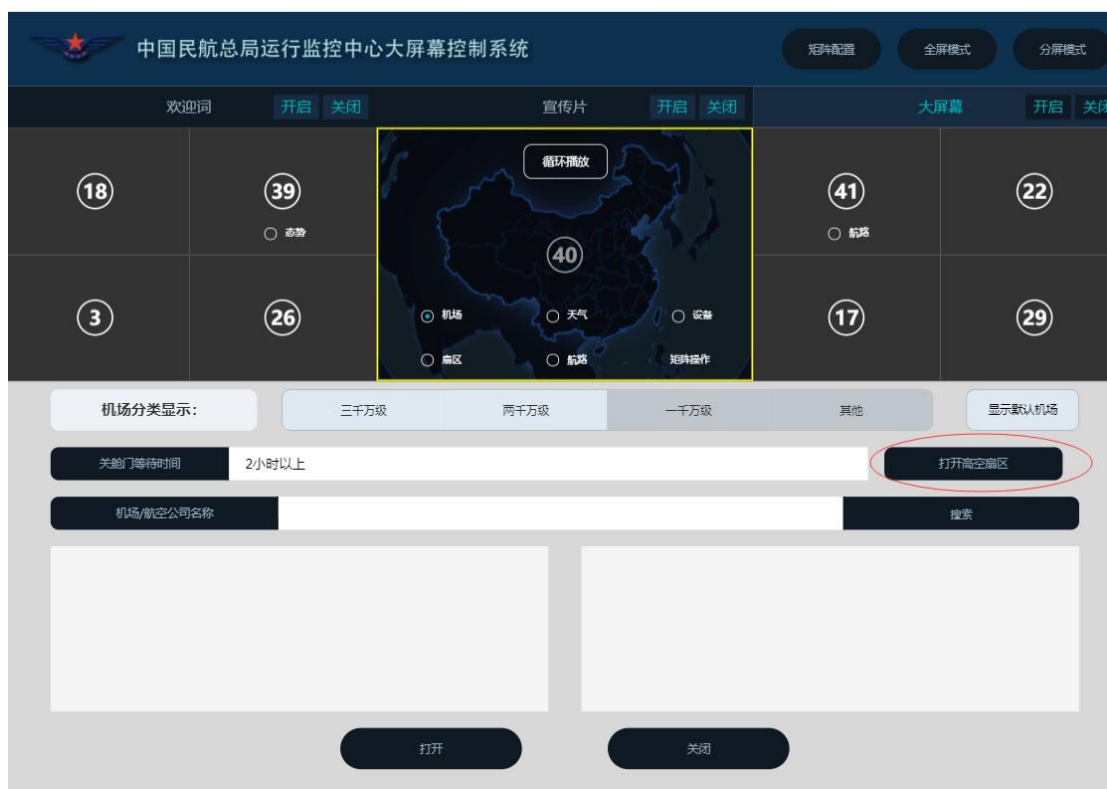 中国民航总局运行监控中心大屏幕控制系统 矩阵配置 全屏模式 分屏模式
欢迎词 开启 关闭 宣传片 开启 关闭 大屏幕 开启 关闭
循环播放
18 39 41 22
态势 航路
40
3 26 机场 天气 设备 17 29
扇区 航路 矩阵操作
机场分类显示: 三千万级 两千万级 一千万级 其他 显示默认机场
关舱门等待时间 2小时以上 打开高空扇区
机场/航空公司名称 搜索
打开 关闭